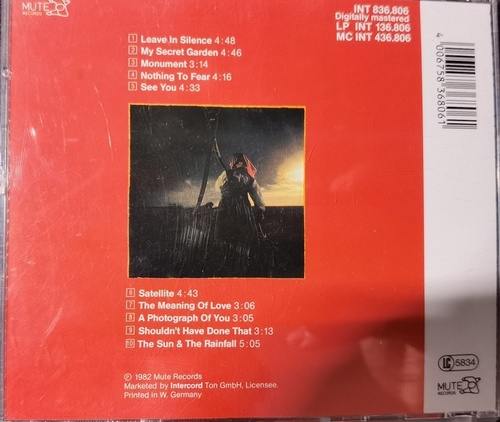 MUTE
RECORDS
INT 836.806
Digitally mastered
LP INT 136.806
MC INT 436.806
1 Leave In Silence 4:48
2 My Secret Garden 4:46
3 Monument 3:14
4 Nothing To Fear 4:16
5 See You 4:33
4 006758 368061
6 Satellite 4:43
7 The Meaning Of Love 3:06
8 A Photograph Of You 3:05
9 Shouldn't Have Done That 3:13
10 The Sun & The Rainfall 5:05
℗ 1982 Mute Records
Marketed by Intercord Ton GmbH, Licensee.
Printed in W. Germany
LC 5834
MUTE
RECORDS